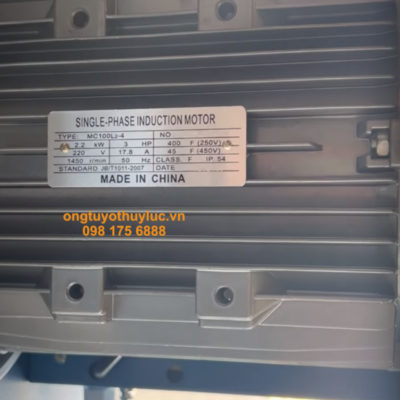 SINGLE-PHASE INDUCTION MOTOR
TYPE MC100L₂-4 NO
2.2 kW 3 HP 400 F (250V)
220 V 17.8 A 45 F (450V)
1450 r/min 50 Hz CLASS. F IP. 54
STANDARD JB/T1011-2007 DATE
MADE IN CHINA
ongtuyothuyluc.vn
098 175 6888